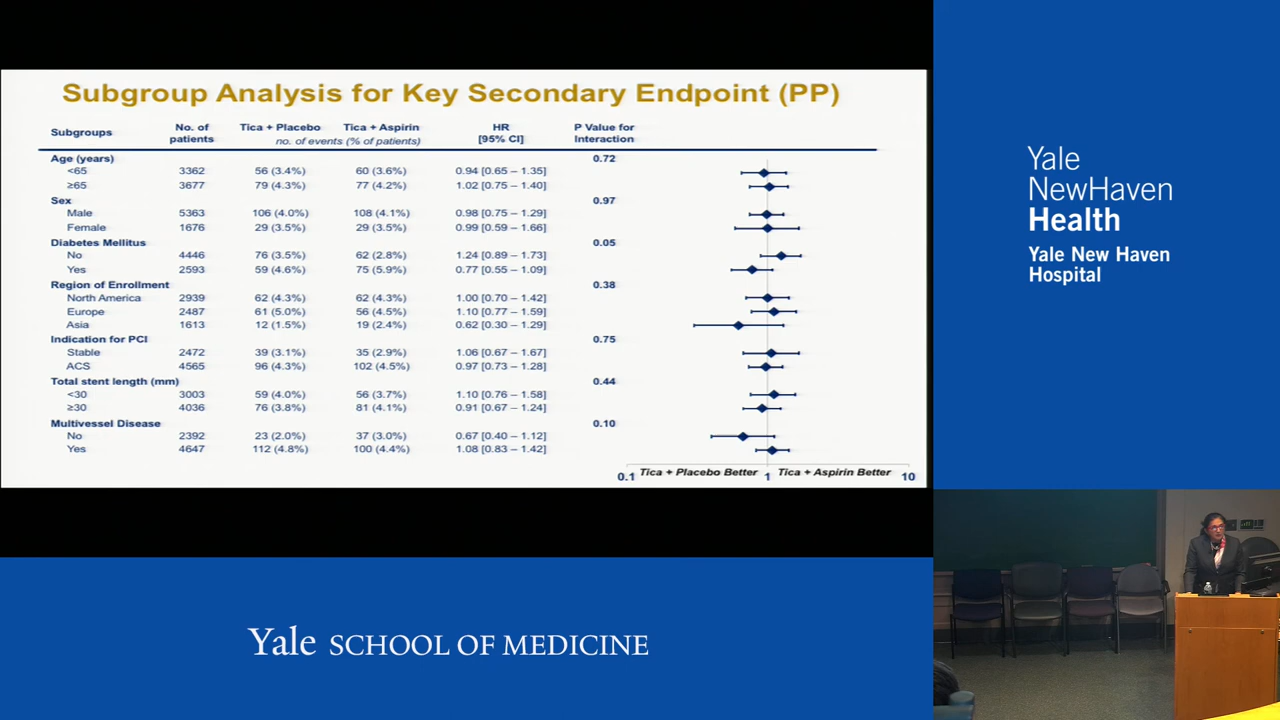 Subgroup Analysis for Key Secondary Endpoint (PP)
Subgroups No. of patients Tica + Placebo Tica + Aspirin HR [95% CI] P Value for Interaction
no. of events (% of patients)
Age (years) 0.72
<65 3362 56 (3.4%) 60 (3.6%) 0.94 [0.65 – 1.35]
≥65 3677 79 (4.3%) 77 (4.2%) 1.02 [0.75 – 1.40]
Sex 0.97
Male 5363 106 (4.0%) 108 (4.1%) 0.98 [0.75 – 1.29]
Female 1676 29 (3.5%) 29 (3.5%) 0.99 [0.59 – 1.66]
Diabetes Mellitus 0.05
No 4446 76 (3.5%) 62 (2.8%) 1.24 [0.89 – 1.73]
Yes 2593 59 (4.6%) 75 (5.9%) 0.77 [0.55 – 1.09]
Region of Enrollment 0.38
North America 2939 62 (4.3%) 62 (4.3%) 1.00 [0.70 – 1.42]
Europe 2487 61 (5.0%) 56 (4.5%) 1.10 [0.77 – 1.59]
Asia 1613 12 (1.5%) 19 (2.4%) 0.62 [0.30 – 1.29]
Indication for PCI 0.75
Stable 2472 39 (3.1%) 35 (2.9%) 1.06 [0.67 – 1.67]
ACS 4565 96 (4.3%) 102 (4.5%) 0.97 [0.73 – 1.28]
Total stent length (mm) 0.44
<30 3003 59 (4.0%) 56 (3.7%) 1.10 [0.76 – 1.58]
≥30 4036 76 (3.8%) 81 (4.1%) 0.91 [0.67 – 1.24]
Multivessel Disease 0.10
No 2392 23 (2.0%) 37 (3.0%) 0.67 [0.40 – 1.12]
Yes 4647 112 (4.8%) 100 (4.4%) 1.08 [0.83 – 1.42]
Tica + Placebo Better Tica + Aspirin Better
0.1 1 10
Yale
NewHaven
Health
Yale New Haven
Hospital
Yale SCHOOL OF MEDICINE